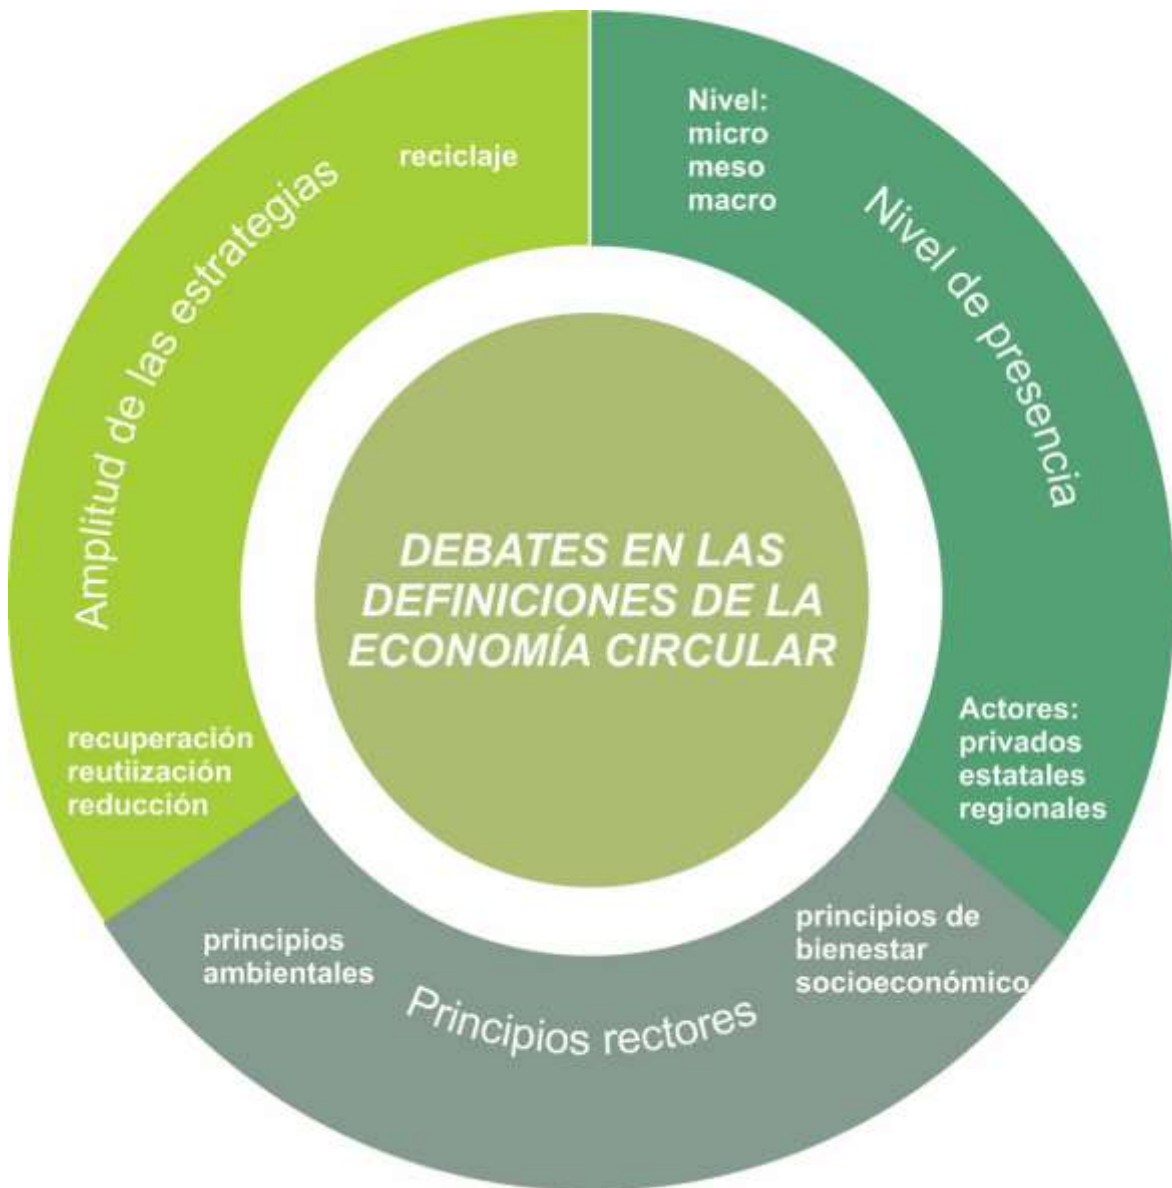 reciclaje
Amplitud de las estrategias
recuperación
reutiización
reducción
Nivel:
micro
meso
macro
Nivel de presencia
Actores:
privados
estatales
regionales
DEBATES EN LAS
DEFINICIONES DE LA
ECONOMÍA CIRCULAR
principios
ambientales
Principios rectores
principios de
bienestar
socioeconómico